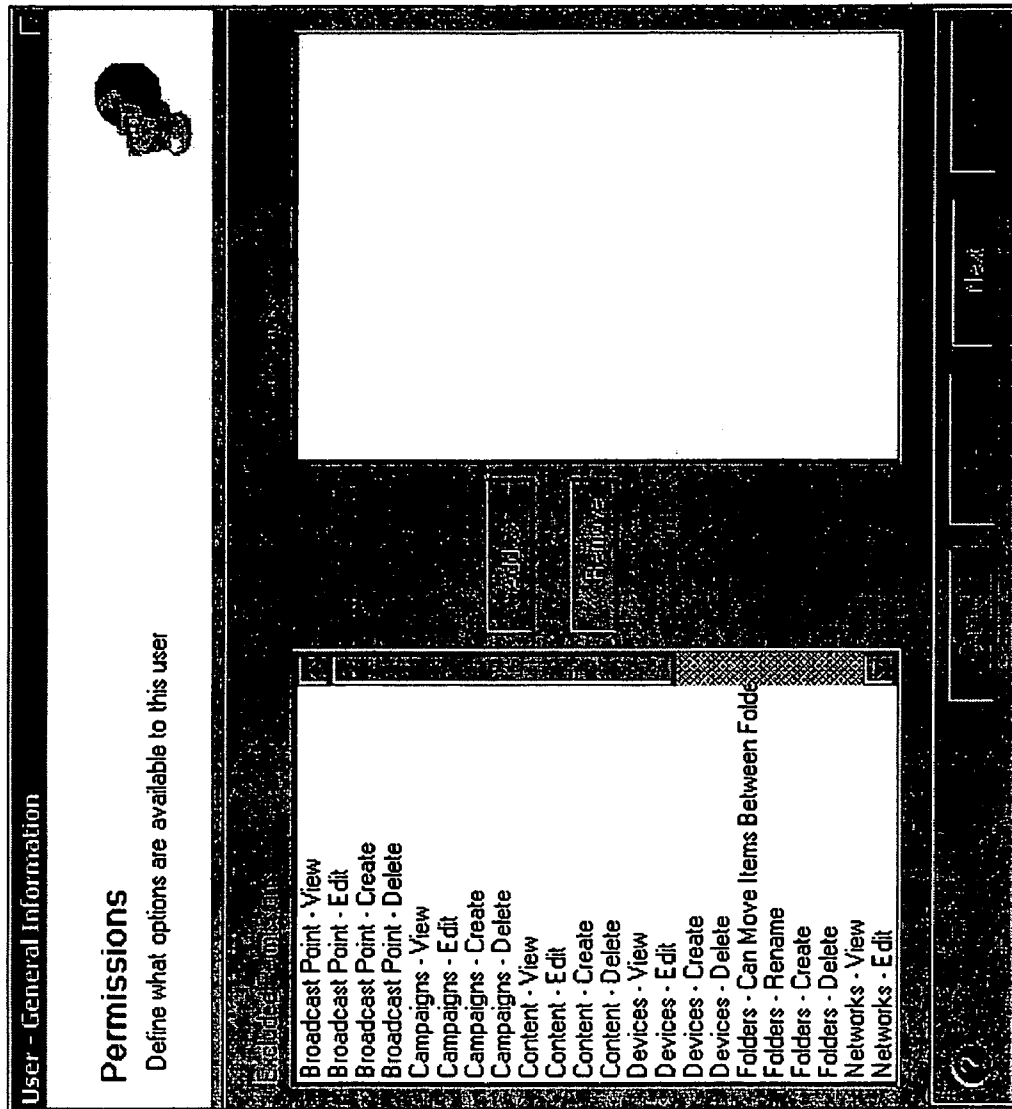 User - General Information
Permissions
Define what options are available to this user
Excluded Permissions
Broadcast Point - View
Broadcast Point - Edit
Broadcast Point - Create
Broadcast Point - Delete
Campaigns - View
Campaigns - Edit
Campaigns - Create
Campaigns - Delete
Content - View
Content - Edit
Content - Create
Content - Delete
Devices - View
Devices - Edit
Devices - Create
Devices - Delete
Folders - Can Move Items Between Folde
Folders - Rename
Folders - Create
Folders - Delete
Networks - View
Networks - Edit
Add >
Remove
Next
?